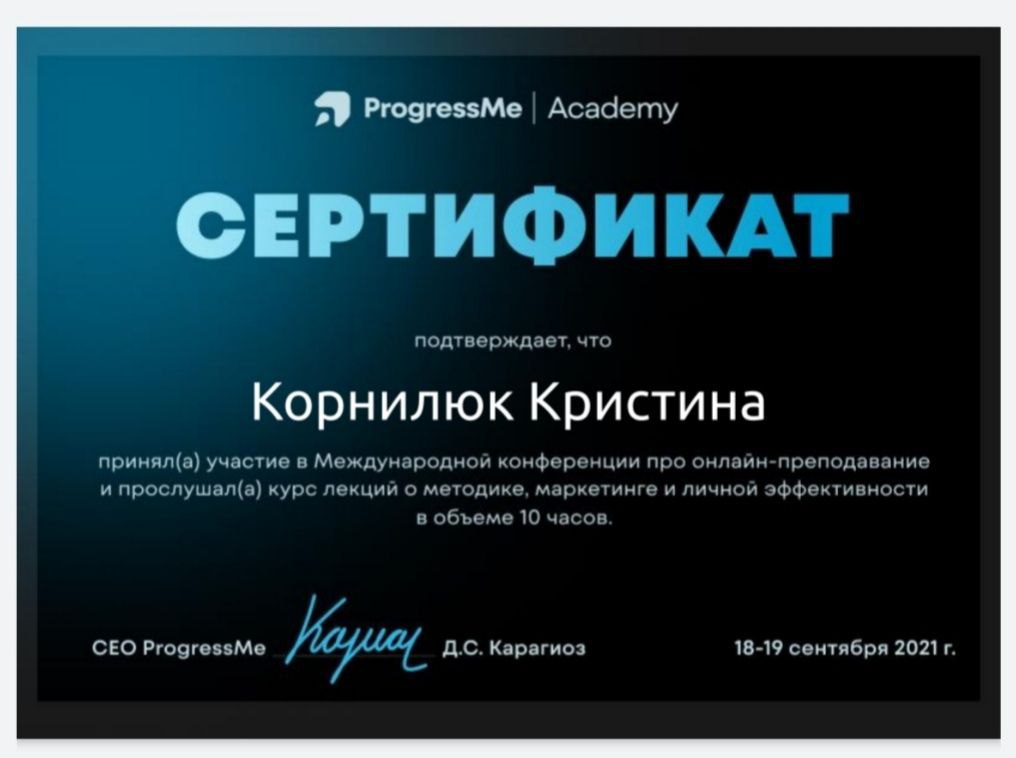 ProgressMe | Academy
СЕРТИФИКАТ
подтверждает, что
Корнилюк Кристина
принял(а) участие в Международной конференции про онлайн-преподавание
и прослушал(а) курс лекций о методике, маркетинге и личной эффективности
в объеме 10 часов.
CEO ProgressMe Д.С. Карагиоз 18-19 сентября 2021 г.